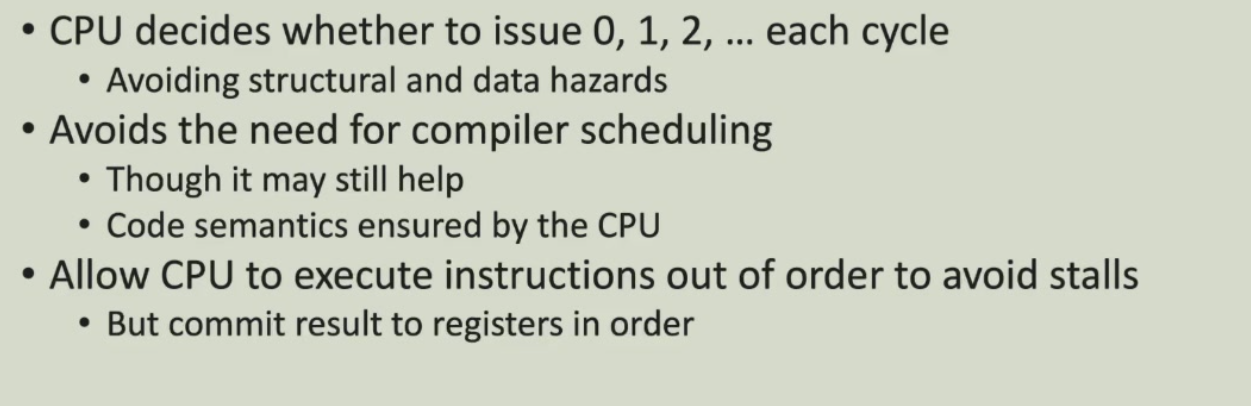 • CPU decides whether to issue 0, 1, 2, … each cycle
• Avoiding structural and data hazards
• Avoids the need for compiler scheduling
• Though it may still help
• Code semantics ensured by the CPU
• Allow CPU to execute instructions out of order to avoid stalls
• But commit result to registers in order